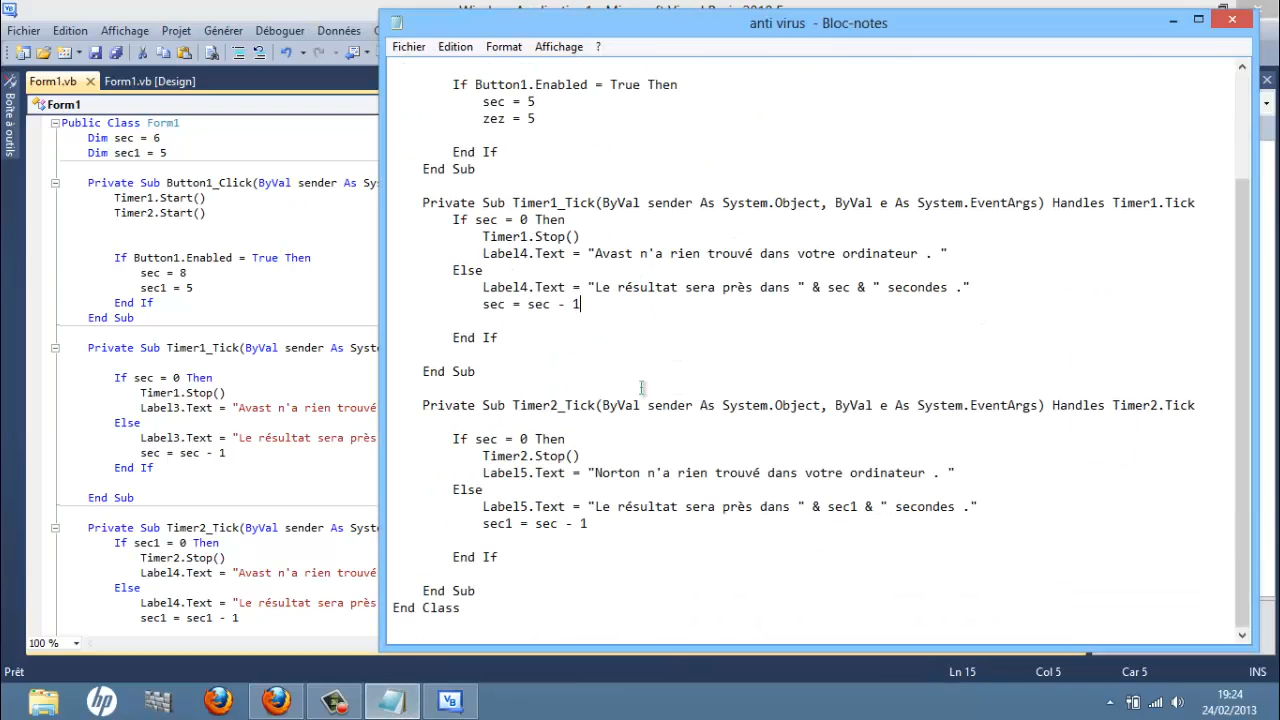 anti virus - Bloc-notes
Fichier Edition Affichage Projet Générer Déboguer Données
Form1.vb Form1.vb [Design]
Boîte à outils
Form1
Public Class Form1
Dim sec = 6
Dim sec1 = 5
Private Sub Button1_Click(ByVal sender As Sy
Timer1.Start()
Timer2.Start()
If Button1.Enabled = True Then
sec = 8
sec1 = 5
End If
End Sub
Private Sub Timer1_Tick(ByVal sender As Syst
If sec = 0 Then
Timer1.Stop()
Label3.Text = "Avast n'a rien trouvé
Else
Label3.Text = "Le résultat sera près
sec = sec - 1
End If
End Sub
Private Sub Timer2_Tick(ByVal sender As Syst
If sec1 = 0 Then
Timer2.Stop()
Label4.Text = "Avast n'a rien trouvé
Else
Label4.Text = "Le résultat sera près
sec1 = sec1 - 1
100 %
Fichier Edition Format Affichage ?
If Button1.Enabled = True Then
sec = 5
zez = 5
End If
End Sub
Private Sub Timer1_Tick(ByVal sender As System.Object, ByVal e As System.EventArgs) Handles Timer1.Tick
If sec = 0 Then
Timer1.Stop()
Label4.Text = "Avast n'a rien trouvé dans votre ordinateur . "
Else
Label4.Text = "Le résultat sera près dans " & sec & " secondes ."
sec = sec - 1
End If
End Sub
Private Sub Timer2_Tick(ByVal sender As System.Object, ByVal e As System.EventArgs) Handles Timer2.Tick
If sec = 0 Then
Timer2.Stop()
Label5.Text = "Norton n'a rien trouvé dans votre ordinateur . "
Else
Label5.Text = "Le résultat sera près dans " & sec1 & " secondes ."
sec1 = sec - 1
End If
End Sub
End Class
Prêt Ln 15 Col 5 Car 5 INS
hp VB 19:24
24/02/2013